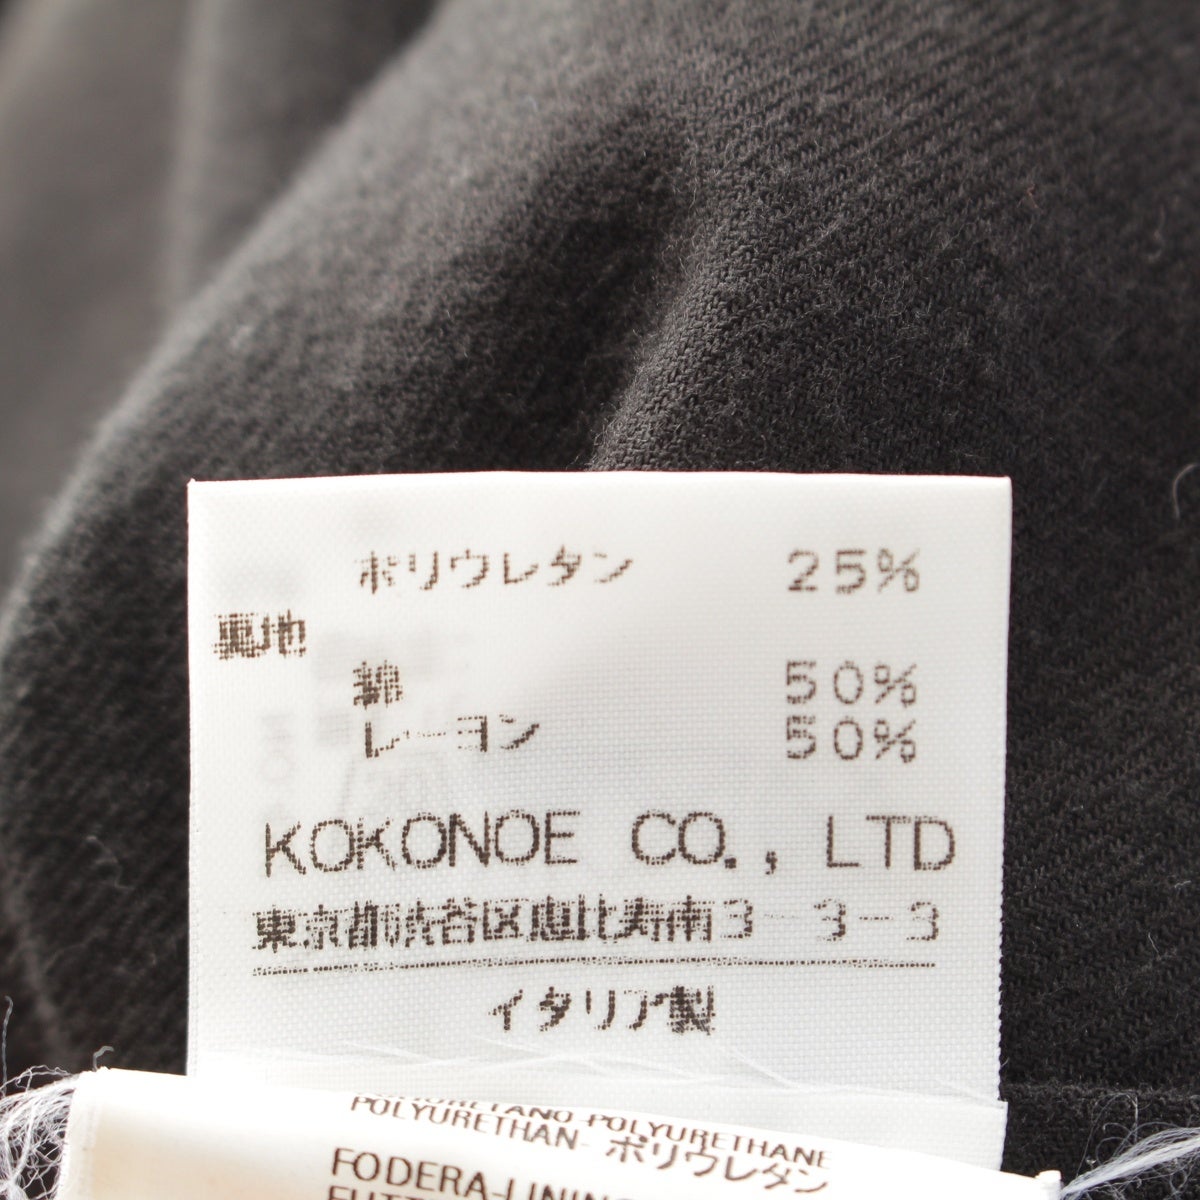 ポリウレタン 25%
裏地
綿 50%
レーヨン 50%
KOKONOE CO., LTD
東京都渋谷区恵比寿南3-3-3
イタリア製
POLYURETHANE
POLYURETHAN- ポリウレタン
FODERA-LINING